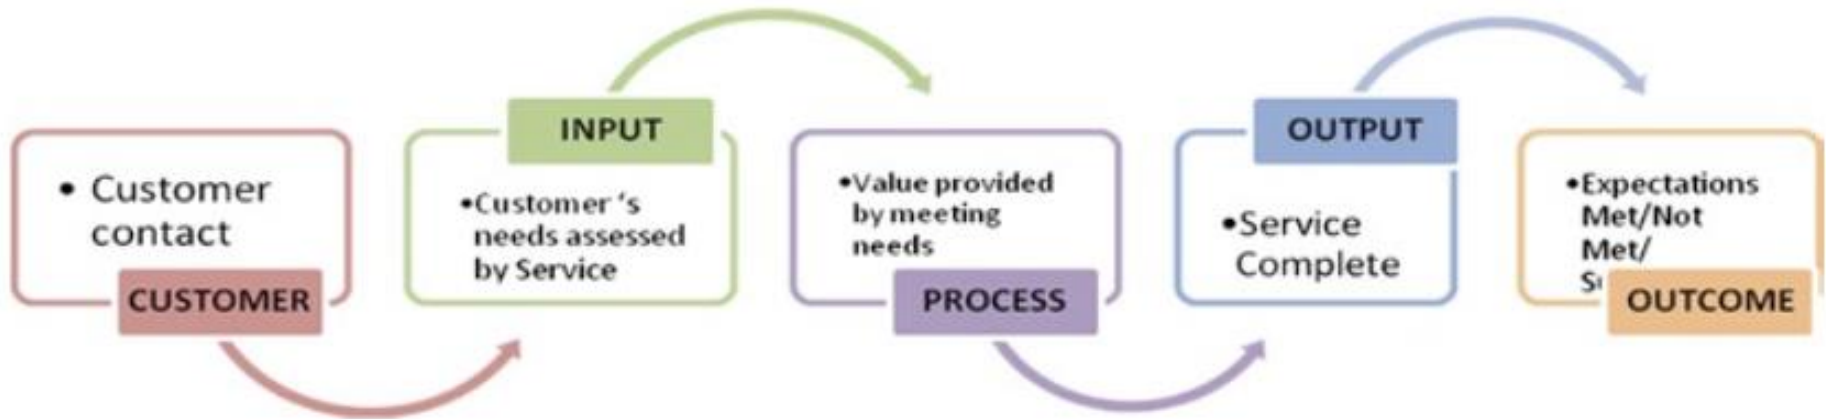 • Customer
contact
CUSTOMER
INPUT
•Customer 's
needs assessed
by Service
•Value provided
by meeting
needs
PROCESS
OUTPUT
•Service
Complete
•Expectations
Met/Not
Met/
OUTCOME